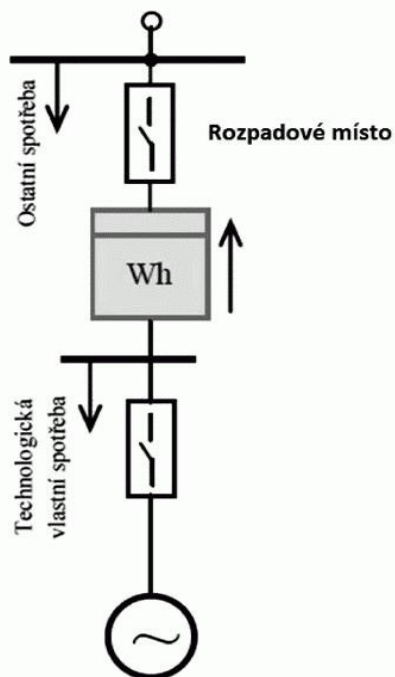 Ostatní spotřeba
Rozpadové místo
Wh
Technologická
vlastní spotřeba